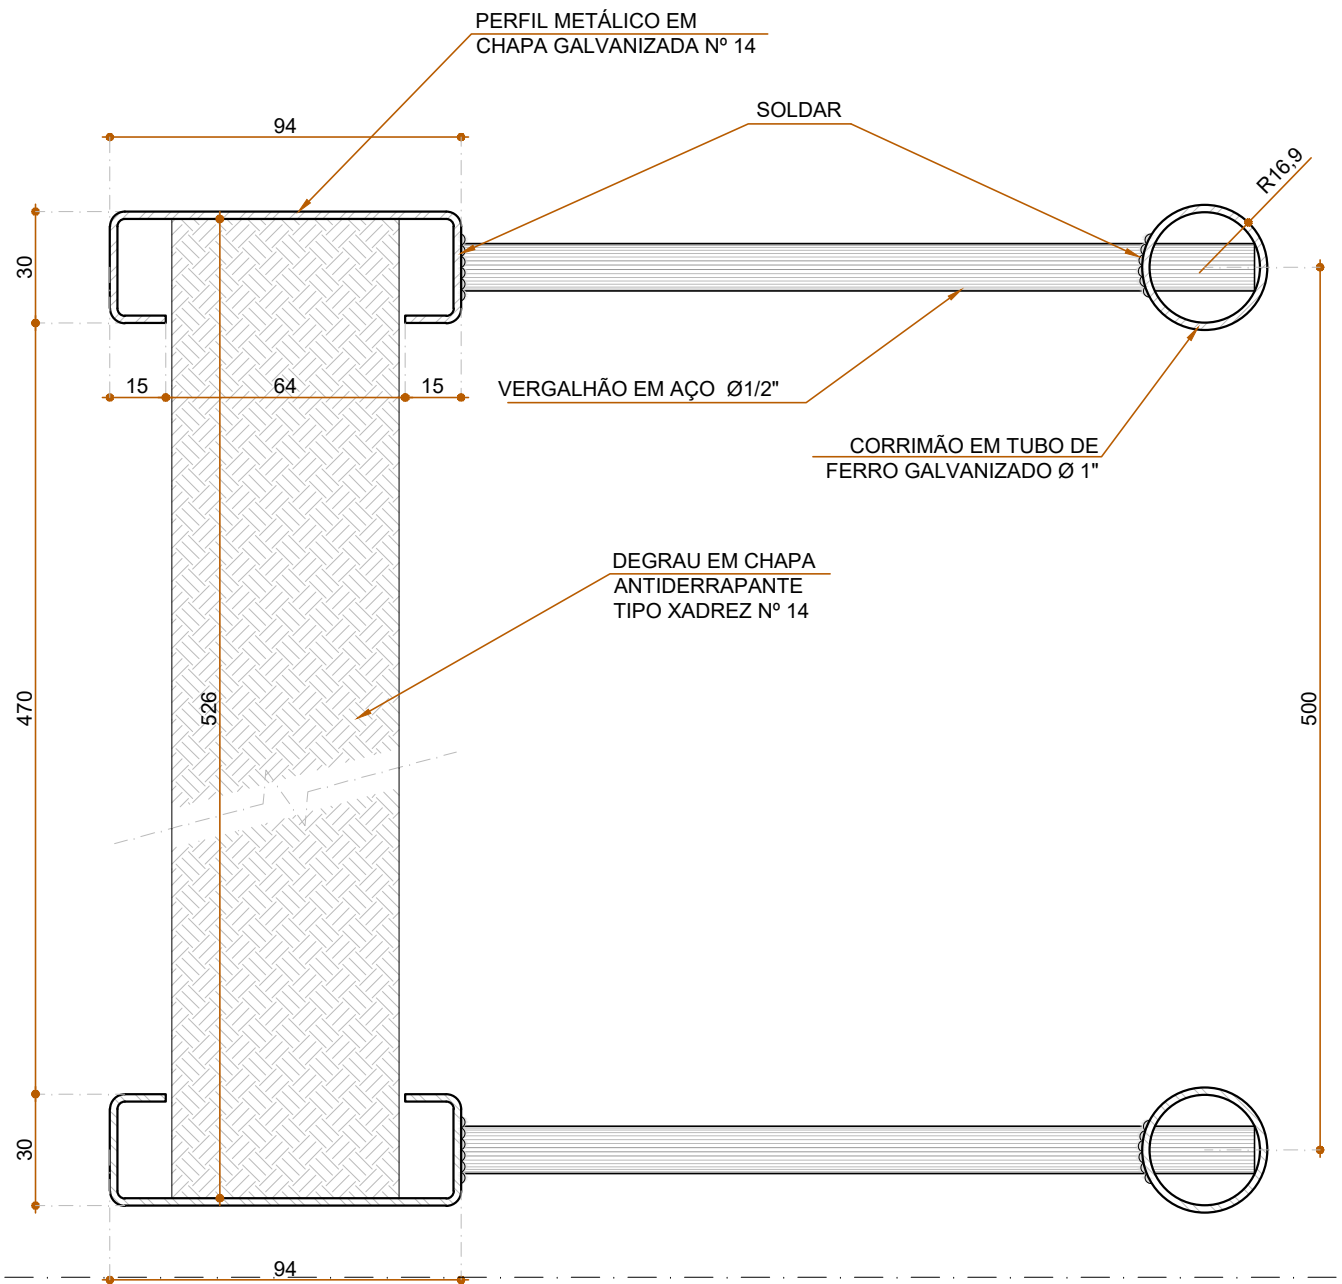 PERFIL METÁLICO EM
CHAPA GALVANIZADA Nº 14
SOLDAR
94
R16,9
30
15
64
15
VERGALHÃO EM AÇO Ø1/2"
CORRIMÃO EM TUBO DE
FERRO GALVANIZADO Ø 1"
DEGRAU EM CHAPA
ANTIDERRAPANTE
TIPO XADREZ Nº 14
470
526
500
30
94